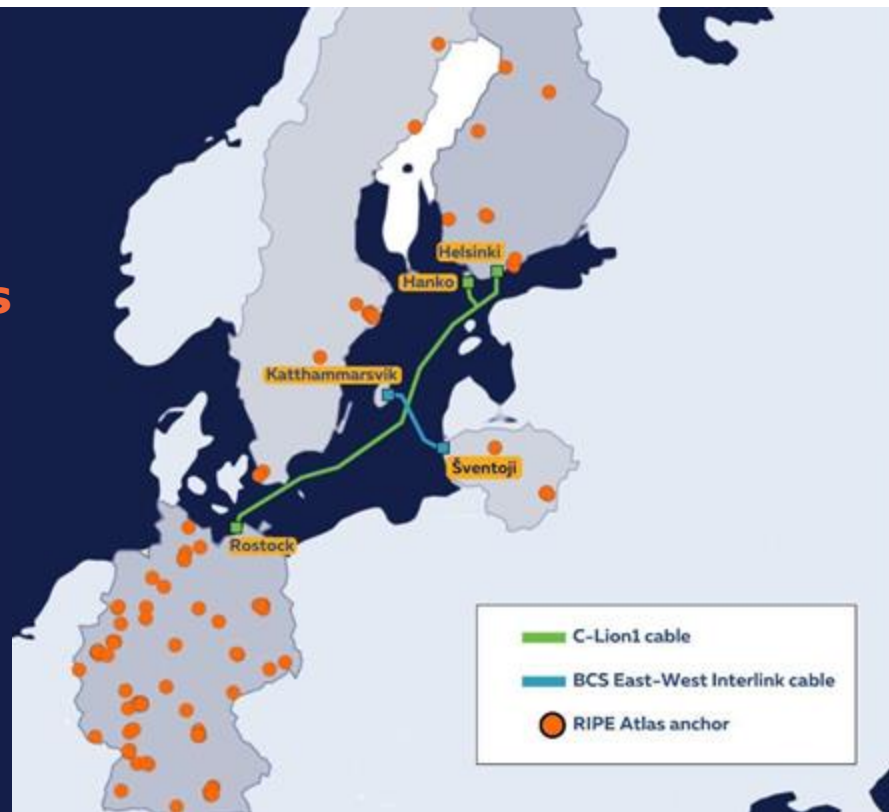 s
Helsinki
Hanko
Katthammarsvik
Šventoji
Rostock
C-Lion1 cable
BCS East-West Interlink cable
RIPE Atlas anchor